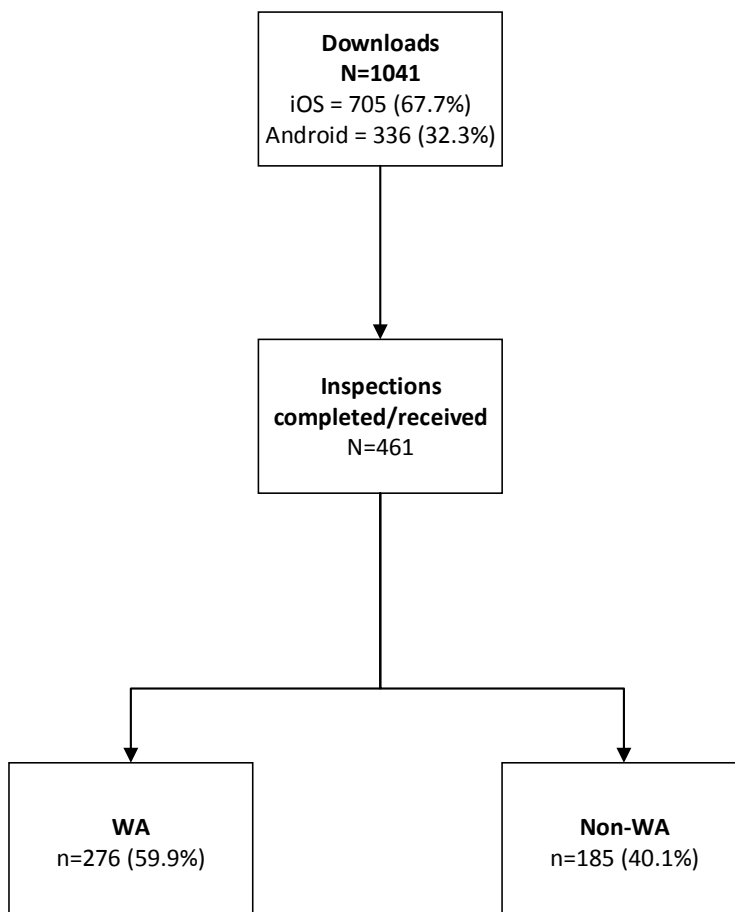 Downloads
N=1041
iOS = 705 (67.7%)
Android = 336 (32.3%)
Inspections
completed/received
N=461
WA
n=276 (59.9%)
Non-WA
n=185 (40.1%)